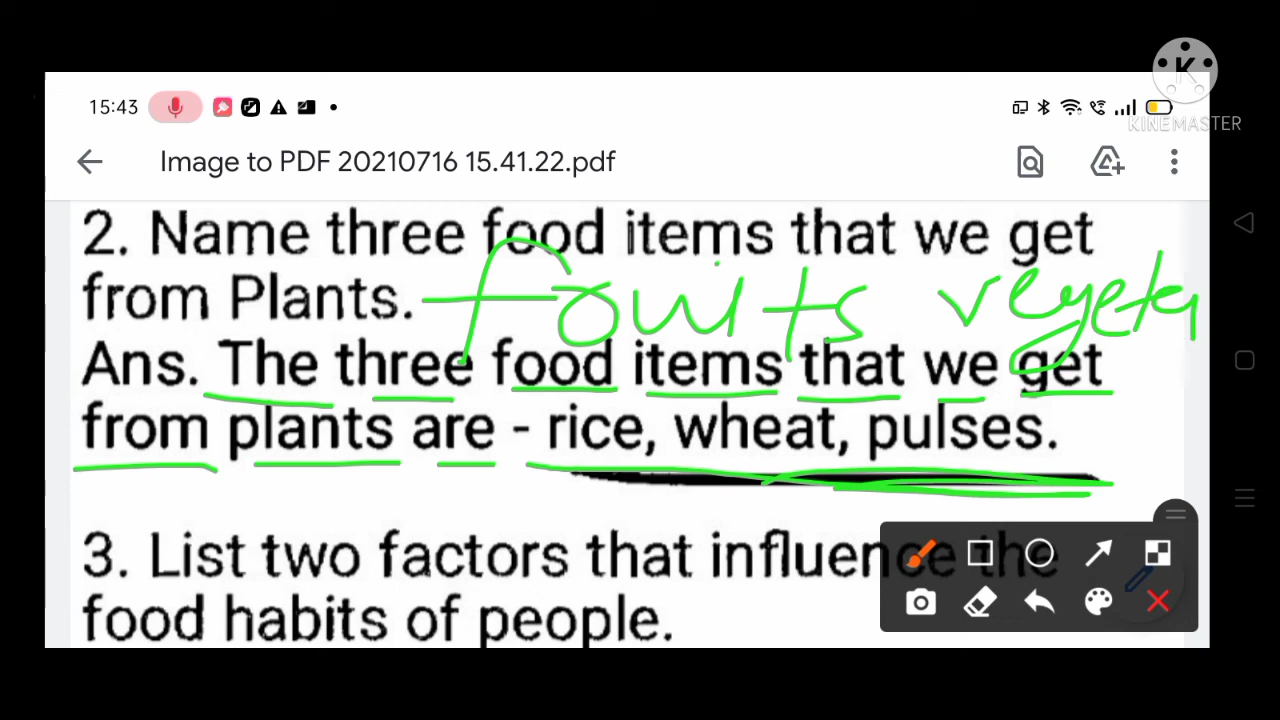 15:43
KINEMASTER
Image to PDF 20210716 15.41.22.pdf
2. Name three food items that we get
from Plants.
fouits
Ans. The three food items that we get
from plants are - rice, wheat, pulses.
3. List two factors that influence the
food habits of people.